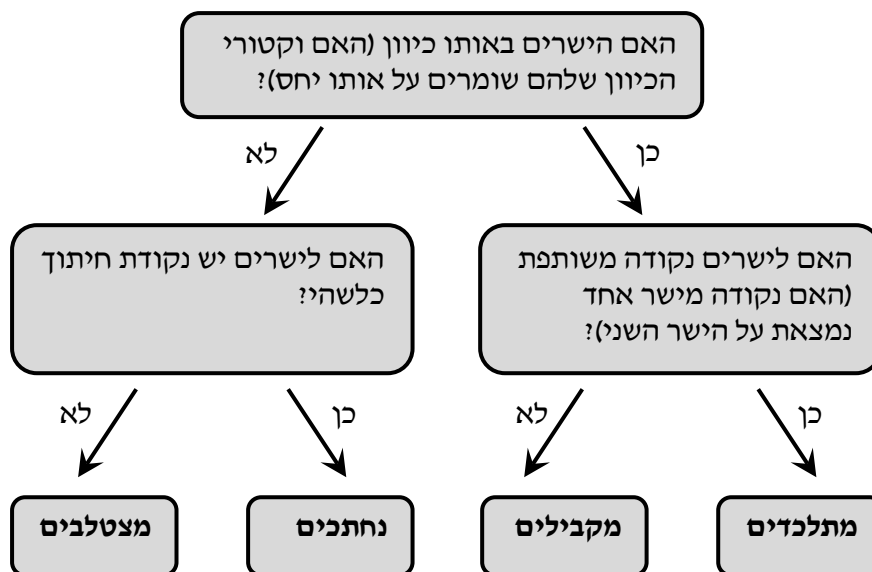 האם הישרים באותו כיוון (האם וקטורי
הכיוון שלהם שומרים על אותו יחס)?
כן
לא
האם לישרים נקודה משותפת
(האם נקודה מישר אחד
נמצאת על הישר השני)?
האם לישרים יש נקודת חיתוך
כלשהי?
כן
לא
כן
לא
מתלכדים
מקבילים
נחתכים
מצטלבים